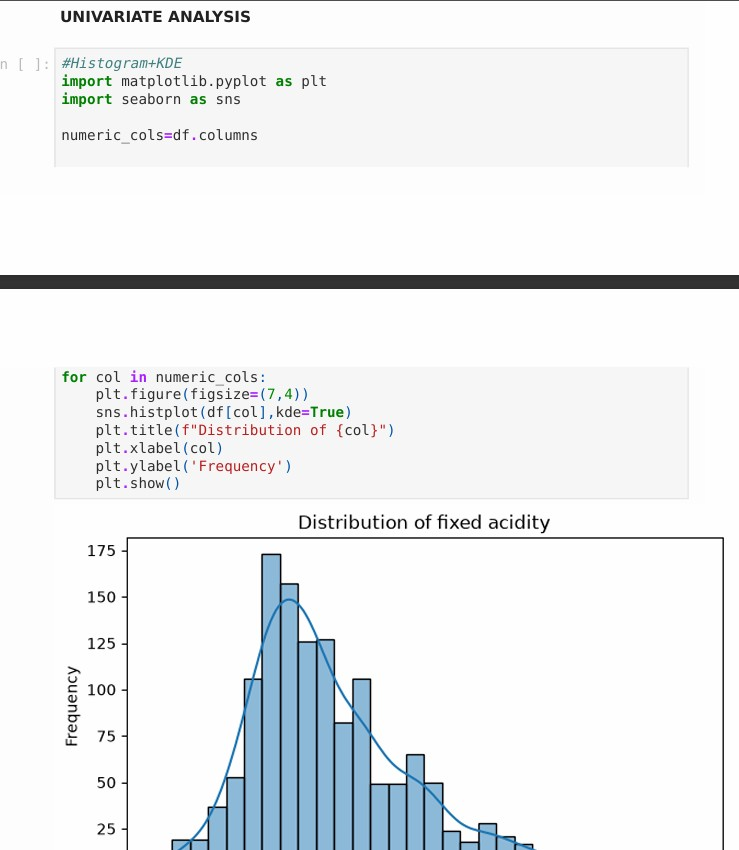 UNIVARIATE ANALYSIS
n [ ]:
#Histogram+KDE
import matplotlib.pyplot as plt
import seaborn as sns
numeric_cols=df.columns
for col in numeric_cols:
    plt.figure(figsize=(7,4))
    sns.histplot(df[col],kde=True)
    plt.title(f"Distribution of {col}")
    plt.xlabel(col)
    plt.ylabel('Frequency')
    plt.show()
Distribution of fixed acidity
175
150
125
100
75
50
25
Frequency